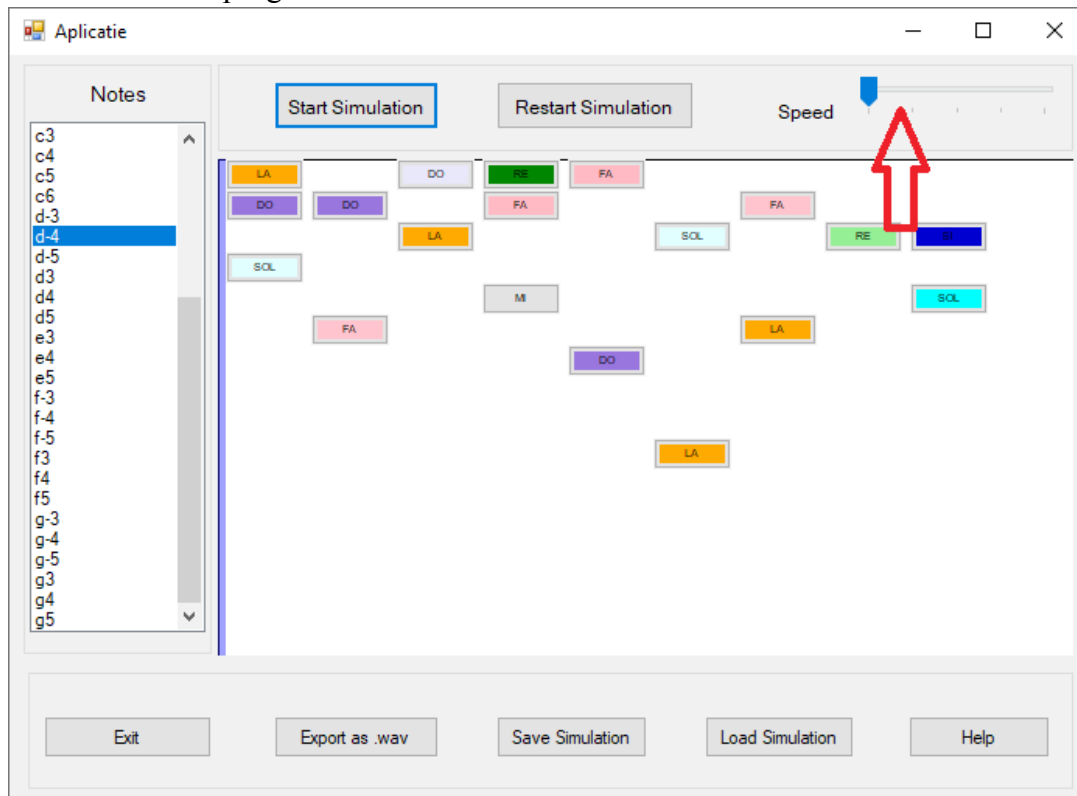 Aplicatie
Notes
Start Simulation
Restart Simulation
Speed
c3
c4
c5
c6
d-3
d-4
d-5
d3
d4
d5
e3
e4
e5
f-3
f-4
f-5
f3
f4
f5
g-3
g-4
g-5
g3
g4
g5
LA DO RE FA
DO DO FA FA
LA SOL RE
SOL
MI SOL
FA LA
DO
LA
Exit
Export as .wav
Save Simulation
Load Simulation
Help